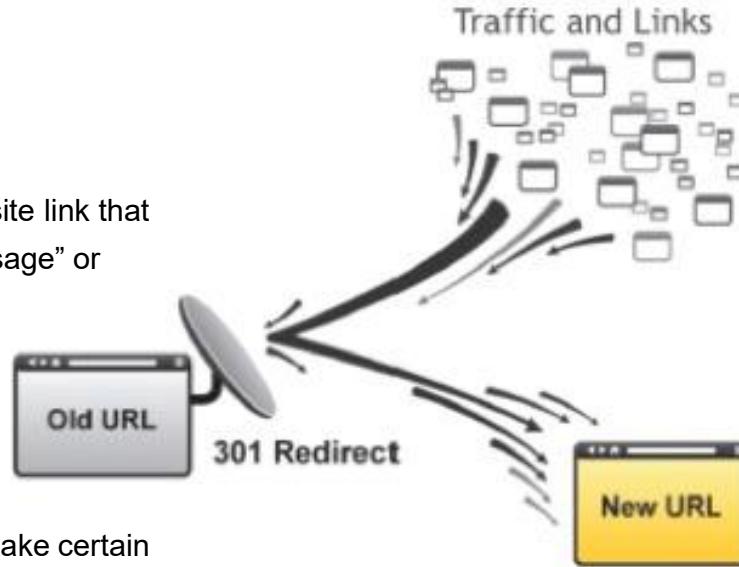 Traffic and Links
site link that
sage” or
Old URL
301 Redirect
New URL
ake certain